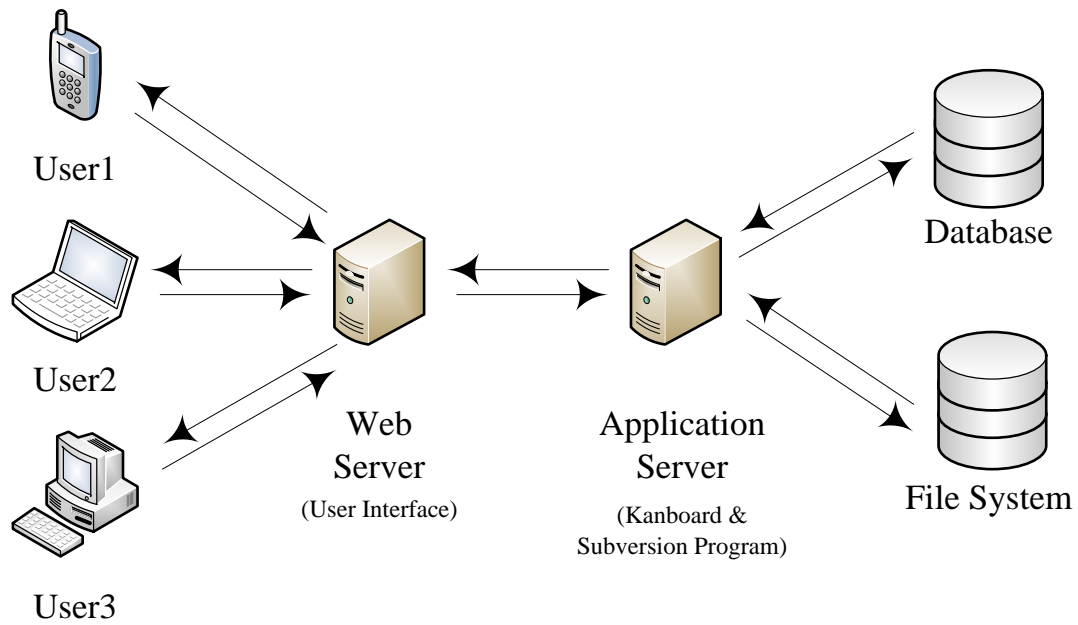 User1
User2
User3
Web
Server
(User Interface)
Application
Server
(Kanboard &
Subversion Program)
Database
File System